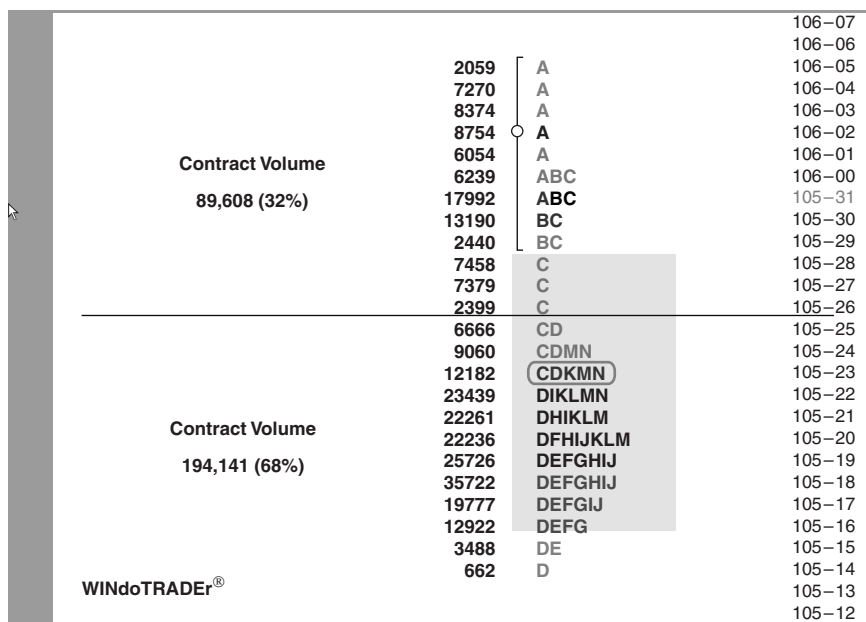 106–07
106–06
2059 A 106–05
7270 A 106–04
8374 A 106–03
8754 A 106–02
6054 A 106–01
Contract Volume
6239 ABC 106–00
89,608 (32%)
17992 ABC 105–31
13190 BC 105–30
2440 BC 105–29
7458 C 105–28
7379 C 105–27
2399 C 105–26
6666 CD 105–25
9060 CDMN 105–24
12182 CDKMN 105–23
23439 DIKLMN 105–22
22261 DHIKLM 105–21
Contract Volume
22236 DFHIJKLM 105–20
25726 DEFGHIJ 105–19
194,141 (68%)
35722 DEFGHIJ 105–18
19777 DEFGIJ 105–17
12922 DEFG 105–16
3488 DE 105–15
662 D 105–14
WINdoTRADEr®
105–13
105–12